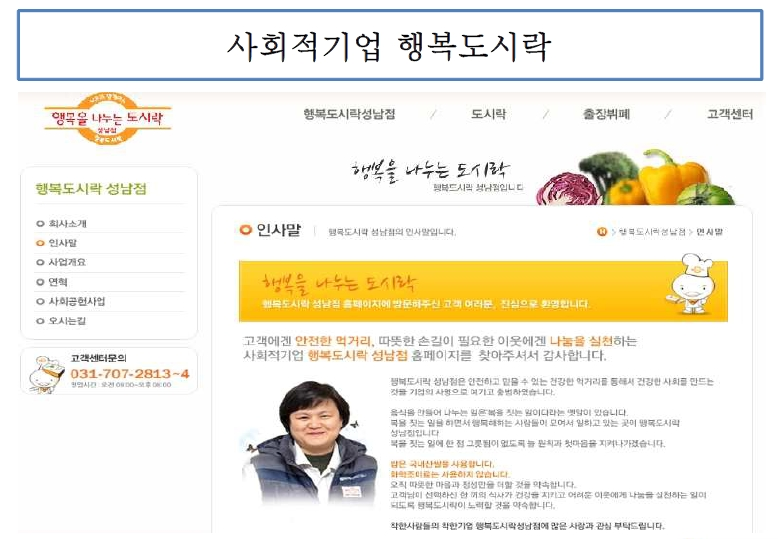 사회적기업 행복도시락
행복을 나누는 도시락
성남점
행복도시락성남점 / 도시락 / 출장뷔페 / 고객센터
행복을 나누는 도시락
행복도시락 성남점입니다
행복도시락 성남점
회사소개
인사말
사업개요
연혁
사회공헌사업
오시는길
고객센터문의
031-707-2813~4
영업시간 : 오전 08:00~오후 06:00
인사말 | 행복도시락 성남점의 인사말입니다.
H > 행복도시락성남점 > 인사말
행복을 나누는 도시락
행복도시락 성남점 홈페이지에 방문하주신 고객 여러분, 진심으로 환영합니다.
고객에겐 안전한 먹거리, 따뜻한 손길이 필요한 이웃에겐 나눔을 실천하는
사회적기업 행복도시락 성남점 홈페이지를 찾아주셔서 감사합니다.
행복도시락 성남점은 안전하고 믿을 수 있는 건강한 먹거리를 통해서 건강한 사회를 만드는
것을 기업의 사명으로 여기고 출범하였습니다.
음식을 만들어 나누는 일은 복을 짓는 일이다라는 옛말이 있습니다.
복을 짓는 일을 하면서 행복해하는 사람들이 모여서 일하고 있는 곳이 행복도시락
성남점입니다
복을 짓는 일에 한 점 그릇됨이 없도록 늘 원칙과 첫마음을 지켜나가겠습니다.
쌀은 국내산쌀을 사용합니다.
화학조미료는 사용하지 않습니다.
오직 따뜻한 마음과 정성만을 더할 것을 약속합니다.
고객님이 선택하신 한 끼의 식사가 건강을 지키고 어려운 이웃에게 나눔을 실천하는 일이
되도록 행복도시락이 노력할 것을 약속합니다.
착한사람들의 착한기업 행복도시락성남점에 많은 사랑과 관심 부탁드립니다.